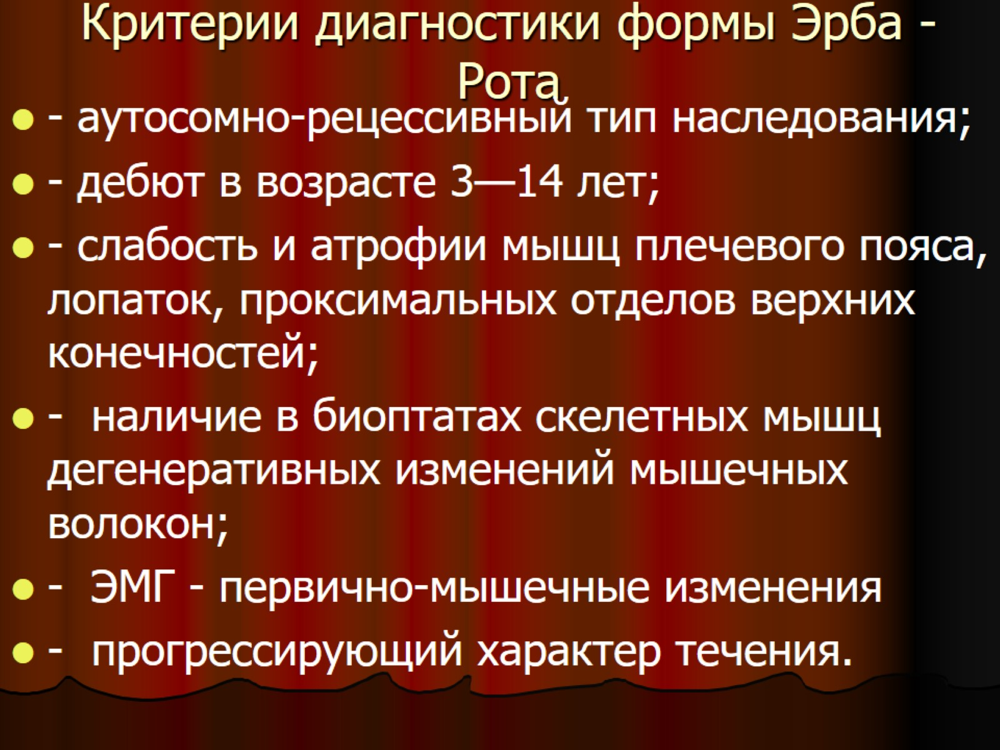 Критерии диагностики формы Эрба -
Рота
- аутосомно-рецессивный тип наследования;
- дебют в возрасте 3—14 лет;
- слабость и атрофии мышц плечевого пояса,
лопаток, проксимальных отделов верхних
конечностей;
- наличие в биоптатах скелетных мышц
дегенеративных изменений мышечных
волокон;
- ЭМГ - первично-мышечные изменения
- прогрессирующий характер течения.